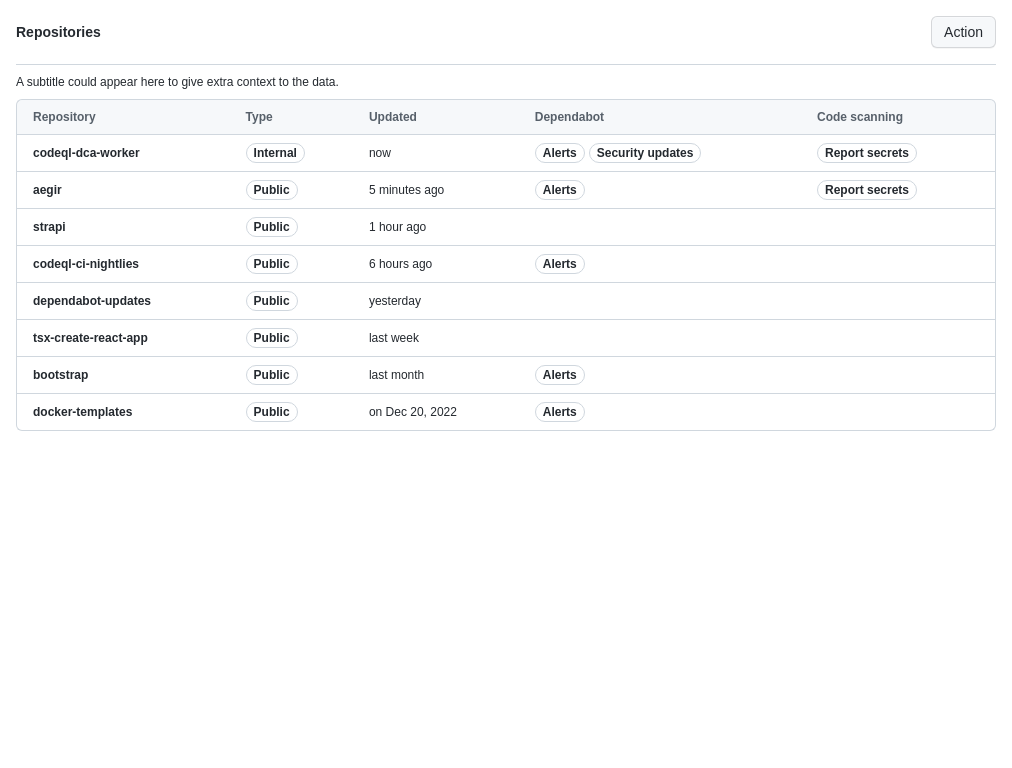 Repositories Action
A subtitle could appear here to give extra context to the data.
Repository Type Updated Dependabot Code scanning
codeql-dca-worker Internal now Alerts Security updates Report secrets
aegir Public 5 minutes ago Alerts Report secrets
strapi Public 1 hour ago
codeql-ci-nightlies Public 6 hours ago Alerts
dependabot-updates Public yesterday
tsx-create-react-app Public last week
bootstrap Public last month Alerts
docker-templates Public on Dec 20, 2022 Alerts